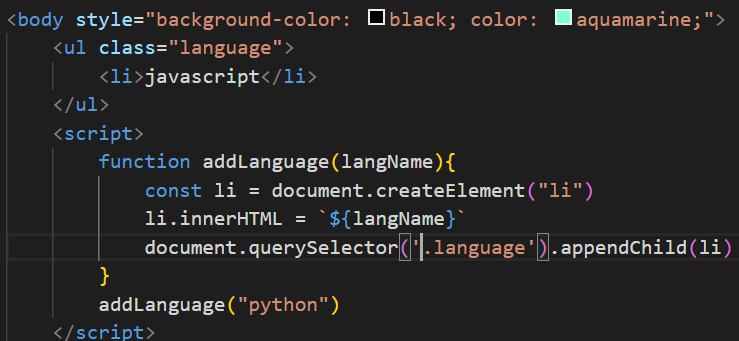 <body style="background-color: black; color: aquamarine;">
<ul class="language">
<li>javascript</li>
</ul>
<script>
function addLanguage(langName){
const li = document.createElement("li")
li.innerHTML = `${langName}`
document.querySelector('.language').appendChild(li)
}
addLanguage("python")
</script>